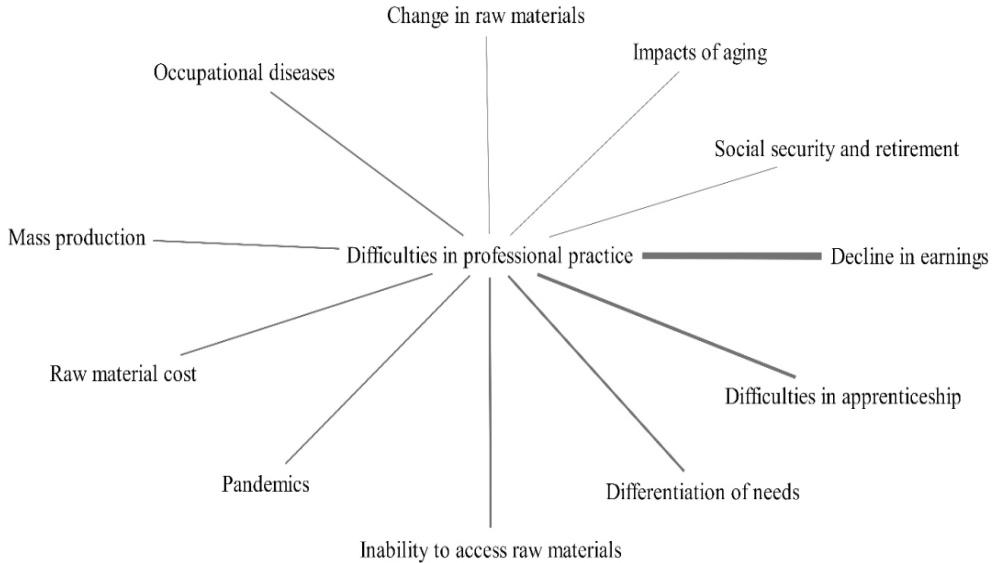 Change in raw materials
Impacts of aging
Occupational diseases
Social security and retirement
Mass production
Difficulties in professional practice
Decline in earnings
Raw material cost
Difficulties in apprenticeship
Pandemics
Differentiation of needs
Inability to access raw materials